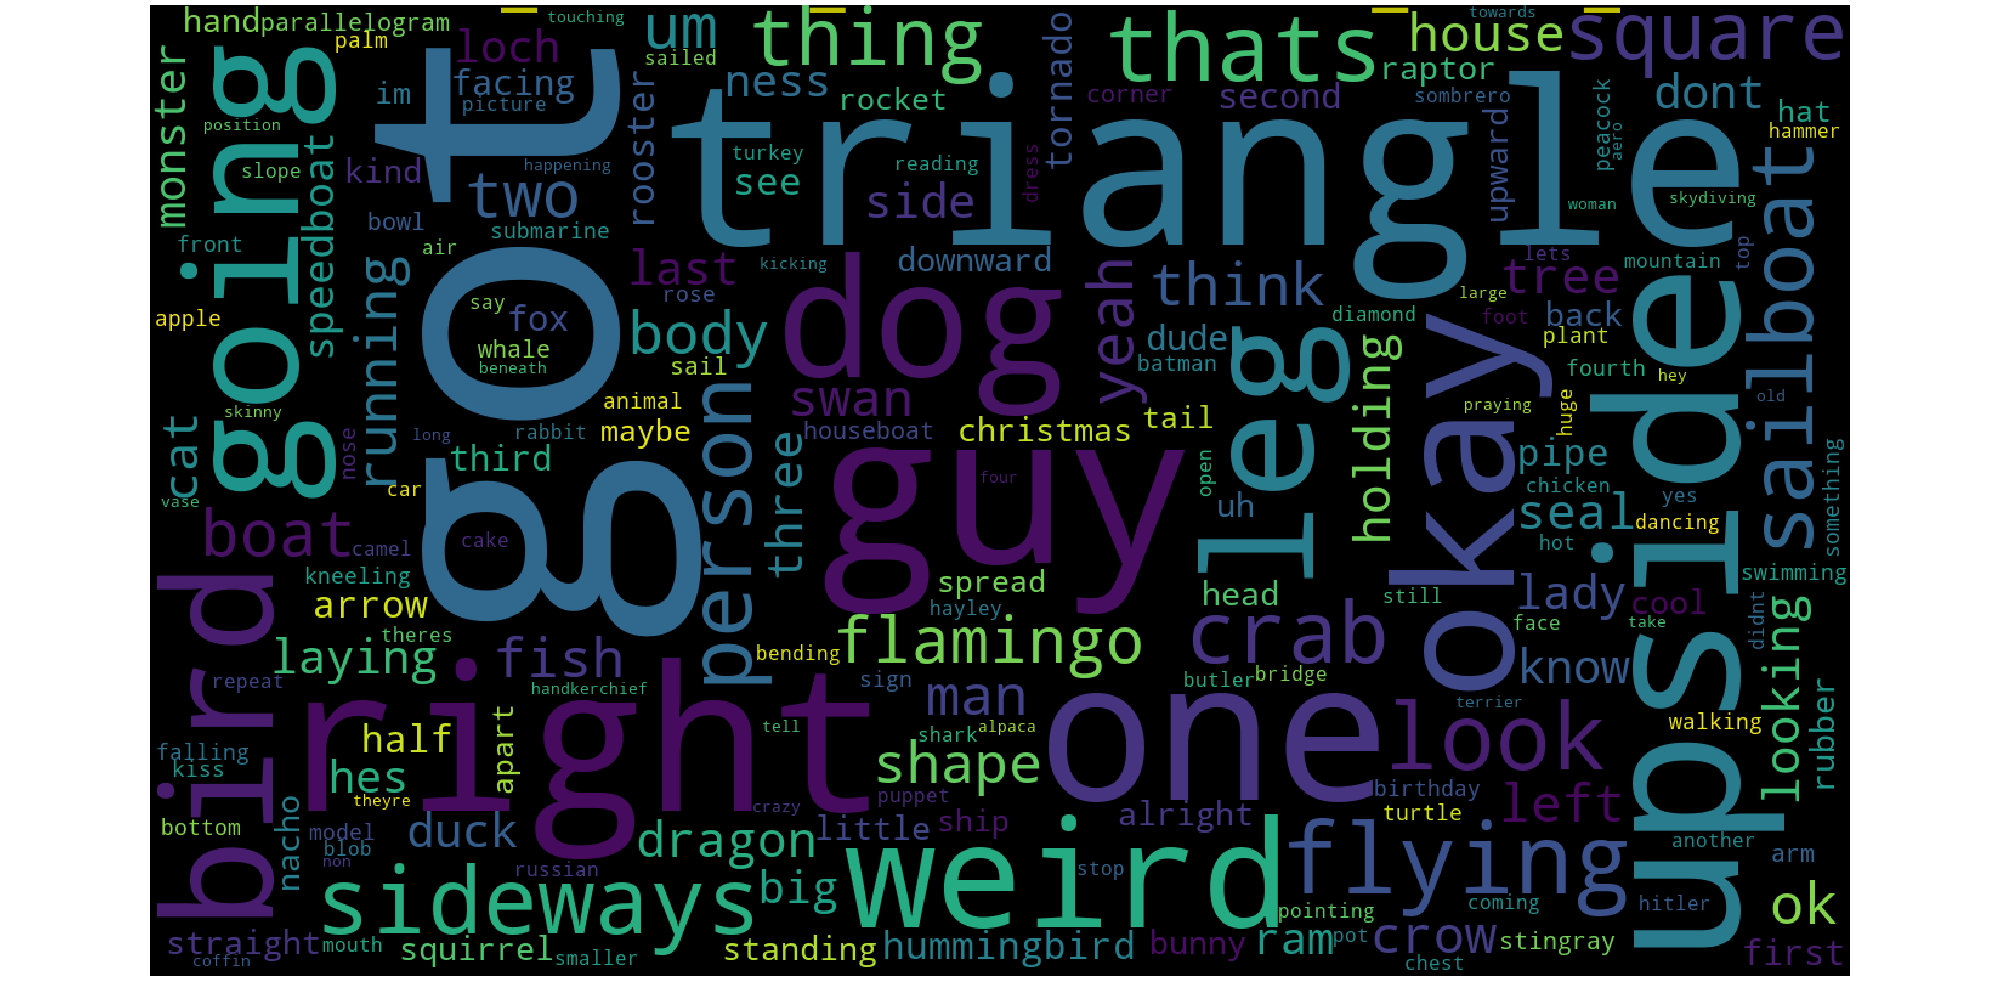 hand
parallelogram
touching
um
thing
thats
towards
house
square
palm
loch
sailed
tornado
raptor
monster
going
facing
ness
im
picture
rooster
rocket
corner
second
sombrero
peacock
dont
hat
hammer
aero
position
got
triangle
slope
speedboat
kind
happening
two
turkey
see
reading
dress
side
upward
woman
skydiving
sailboat
bowl
submarine
front
air
running
last
kicking
downward
yeah
think
lets
tree
mountain
top
rose
dog
large
apple
say
fox
body
leg
diamond
foot
back
upside
whale
beneath
sail
dude
batman
holding
okay
plant
fourth
hey
person
swan
skinny
animal
maybe
christmas
tail
praying
huge
old
cat
nose
long
rabbit
houseboat
third
three
guy
four
open
pipe
chicken
yes
something
vase
car
uh
seal
dancing
boat
camel
cake
hot
swimming
bird
kneeling
spread
head
still
lady
cool
arrow
hayley
face
take
didnt
looking
theres
flamingo
crab
laying
fish
bending
know
repeat
right
handkerchief
sign
man
butler
bridge
one
terrier
rubber
walking
half
apart
tell
shark
alpaca
look
falling
kiss
hes
shape
theyre
crazy
puppet
birthday
left
nacho
bottom
model
blob
duck
dragon
little
ship
alright
turtle
another
arm
non
russian
weird
stop
flying
sideways
big
coming
hitler
ok
pointing
straight
mouth
squirrel
smaller
standing
hummingbird
bunny
ram
pot
crow
stingray
first
coffin
chest